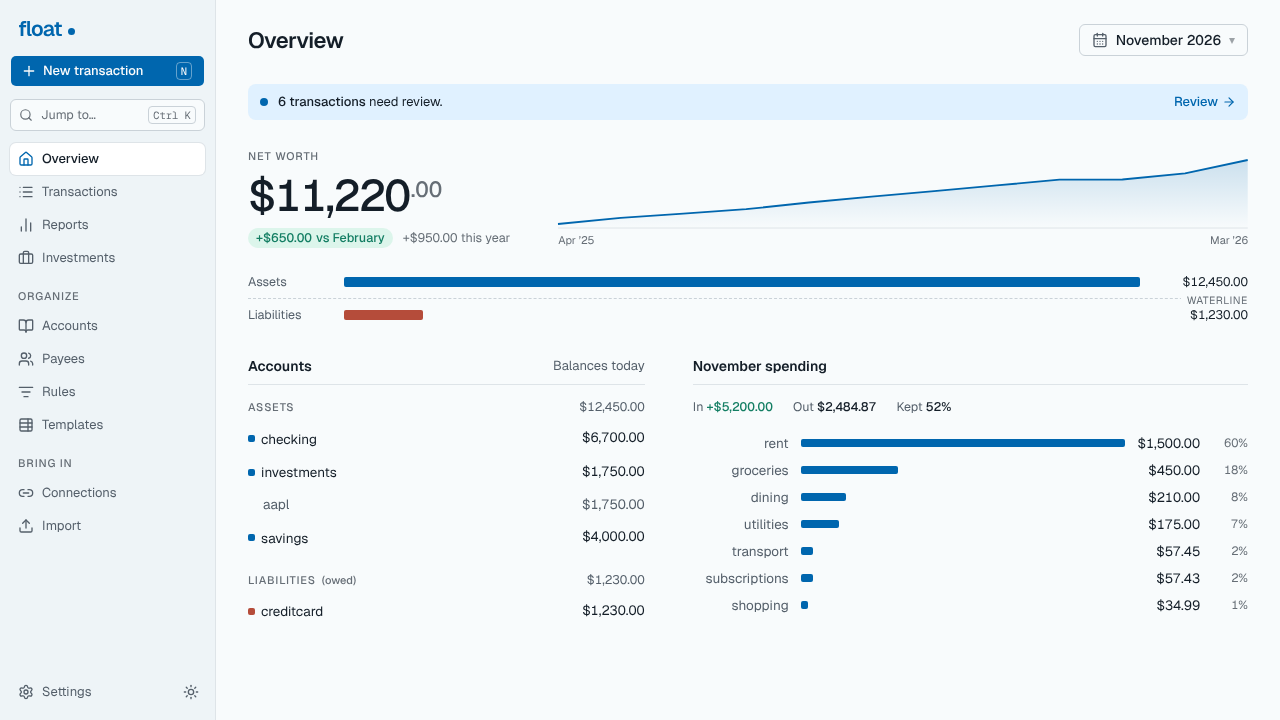 float
New transaction N
Jump to... Ctrl K
Overview
Transactions
Reports
Investments
ORGANIZE
Accounts
Payees
Rules
Templates
BRING IN
Connections
Import
Settings
Overview
November 2026
6 transactions need review.
Review
NET WORTH
$11,220.00
+$650.00 vs February +$950.00 this year
Apr '25 Mar '26
Assets $12,450.00
WATERLINE
Liabilities $1,230.00
Accounts Balances today
ASSETS $12,450.00
checking $6,700.00
investments $1,750.00
aapl $1,750.00
savings $4,000.00
LIABILITIES (owed) $1,230.00
creditcard $1,230.00
November spending
In +$5,200.00 Out $2,484.87 Kept 52%
rent $1,500.00 60%
groceries $450.00 18%
dining $210.00 8%
utilities $175.00 7%
transport $57.45 2%
subscriptions $57.43 2%
shopping $34.99 1%